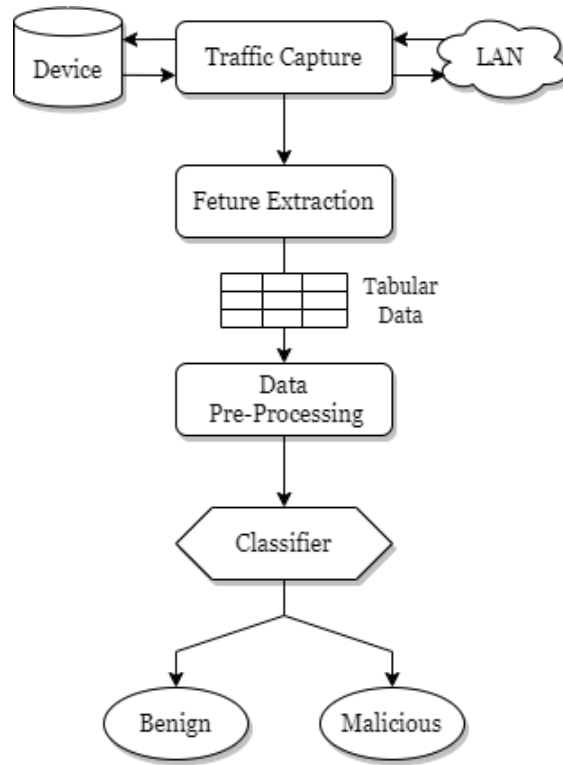 Device
Traffic Capture
LAN
Feture Extraction
Tabular
Data
Data
Pre-Processing
Classifier
Benign
Malicious